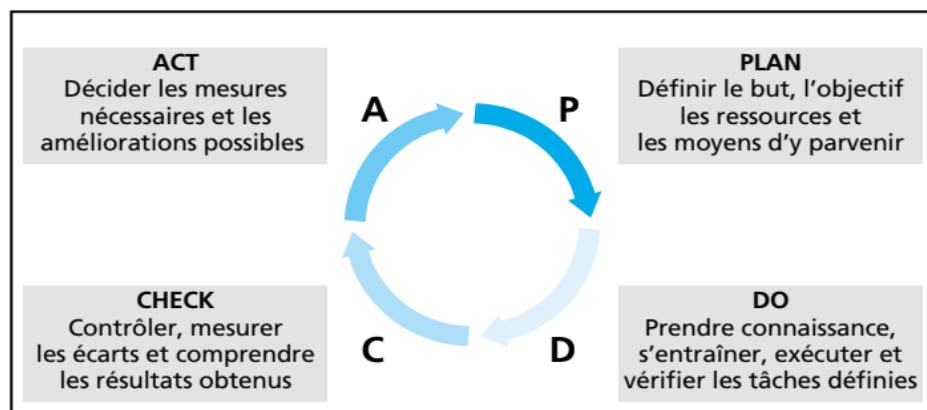 ACT
Décider les mesures
nécessaires et les
améliorations possibles
A
P
PLAN
Définir le but, l'objectif
les ressources et
les moyens d'y parvenir
CHECK
Contrôler, mesurer
les écarts et comprendre
les résultats obtenus
C
D
DO
Prendre connaissance,
s'entraîner, exécuter et
vérifier les tâches définies